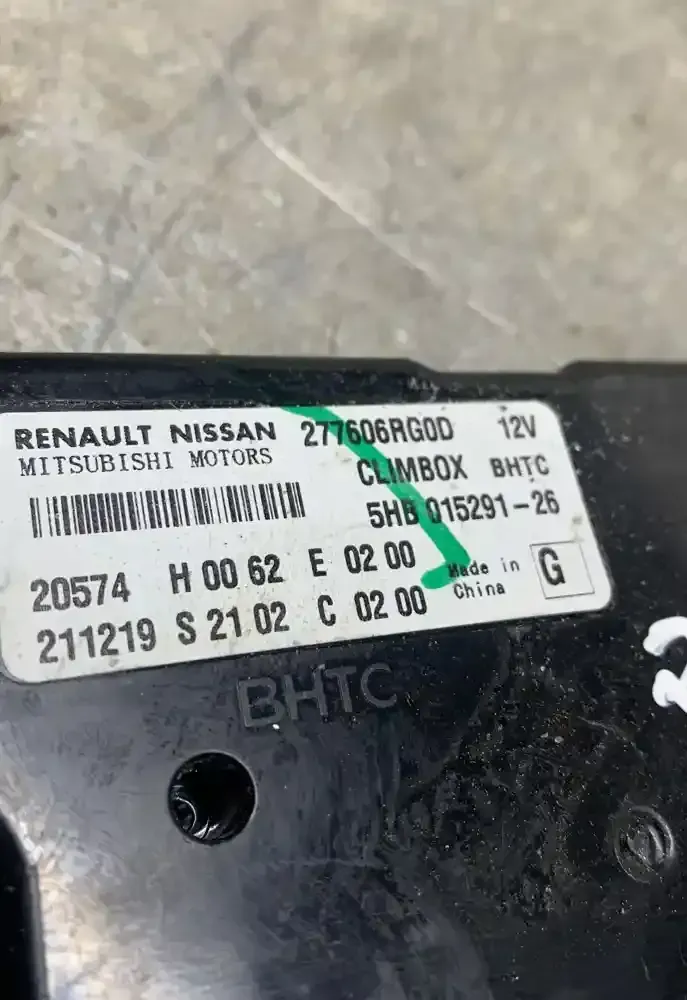 RENAULT NISSAN 277606RG0D 12V
MITSUBISHI MOTORS CLIMBOX BHTC
5HB 015291-26
20574 H 00 62 E 02 00
Made in China G
211219 S 21 02 C 02 00
BHTC
2